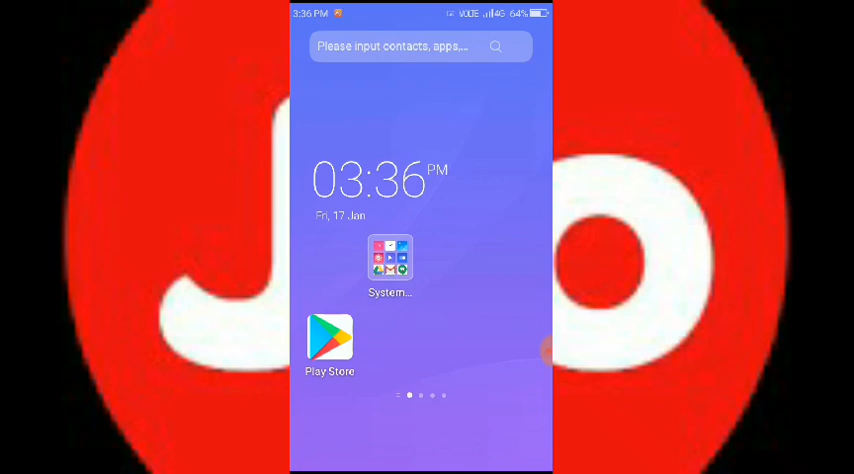 3:36 PM VOLTE 4G 64%
Please input contacts, apps,...
03:36 PM
Fri, 17 Jan
System...
Play Store
J o